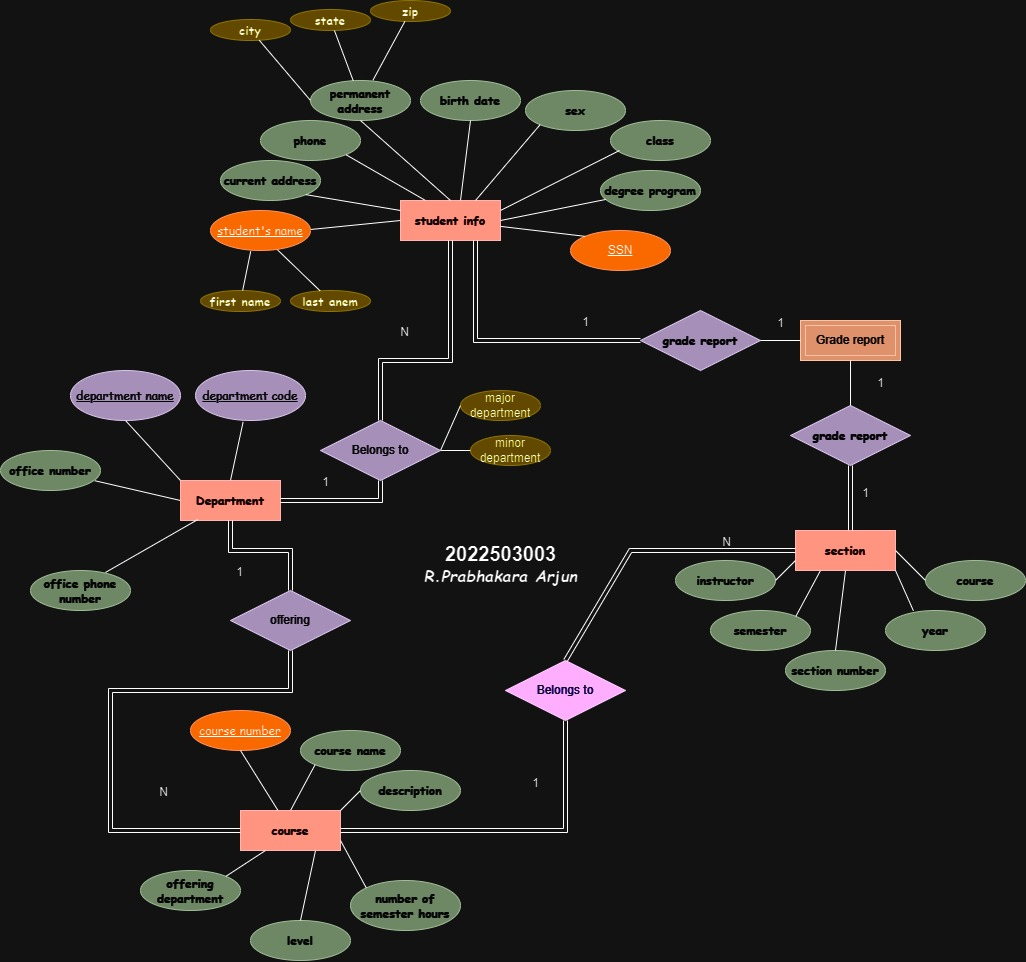 city
state
zip
permanent
address
birth date
sex
phone
class
current address
degree program
student's name
student info
SSN
first name
last anem
N
1
1
grade report
Grade report
1
major
department
department name
department code
minor
department
Belongs to
grade report
office number
1
1
Department
2022503003
R.Prabhakara Arjun
N
section
1
instructor
course
office phone
number
offering
semester
year
section number
Belongs to
course number
course name
description
1
N
course
offering
department
number of
semester hours
level